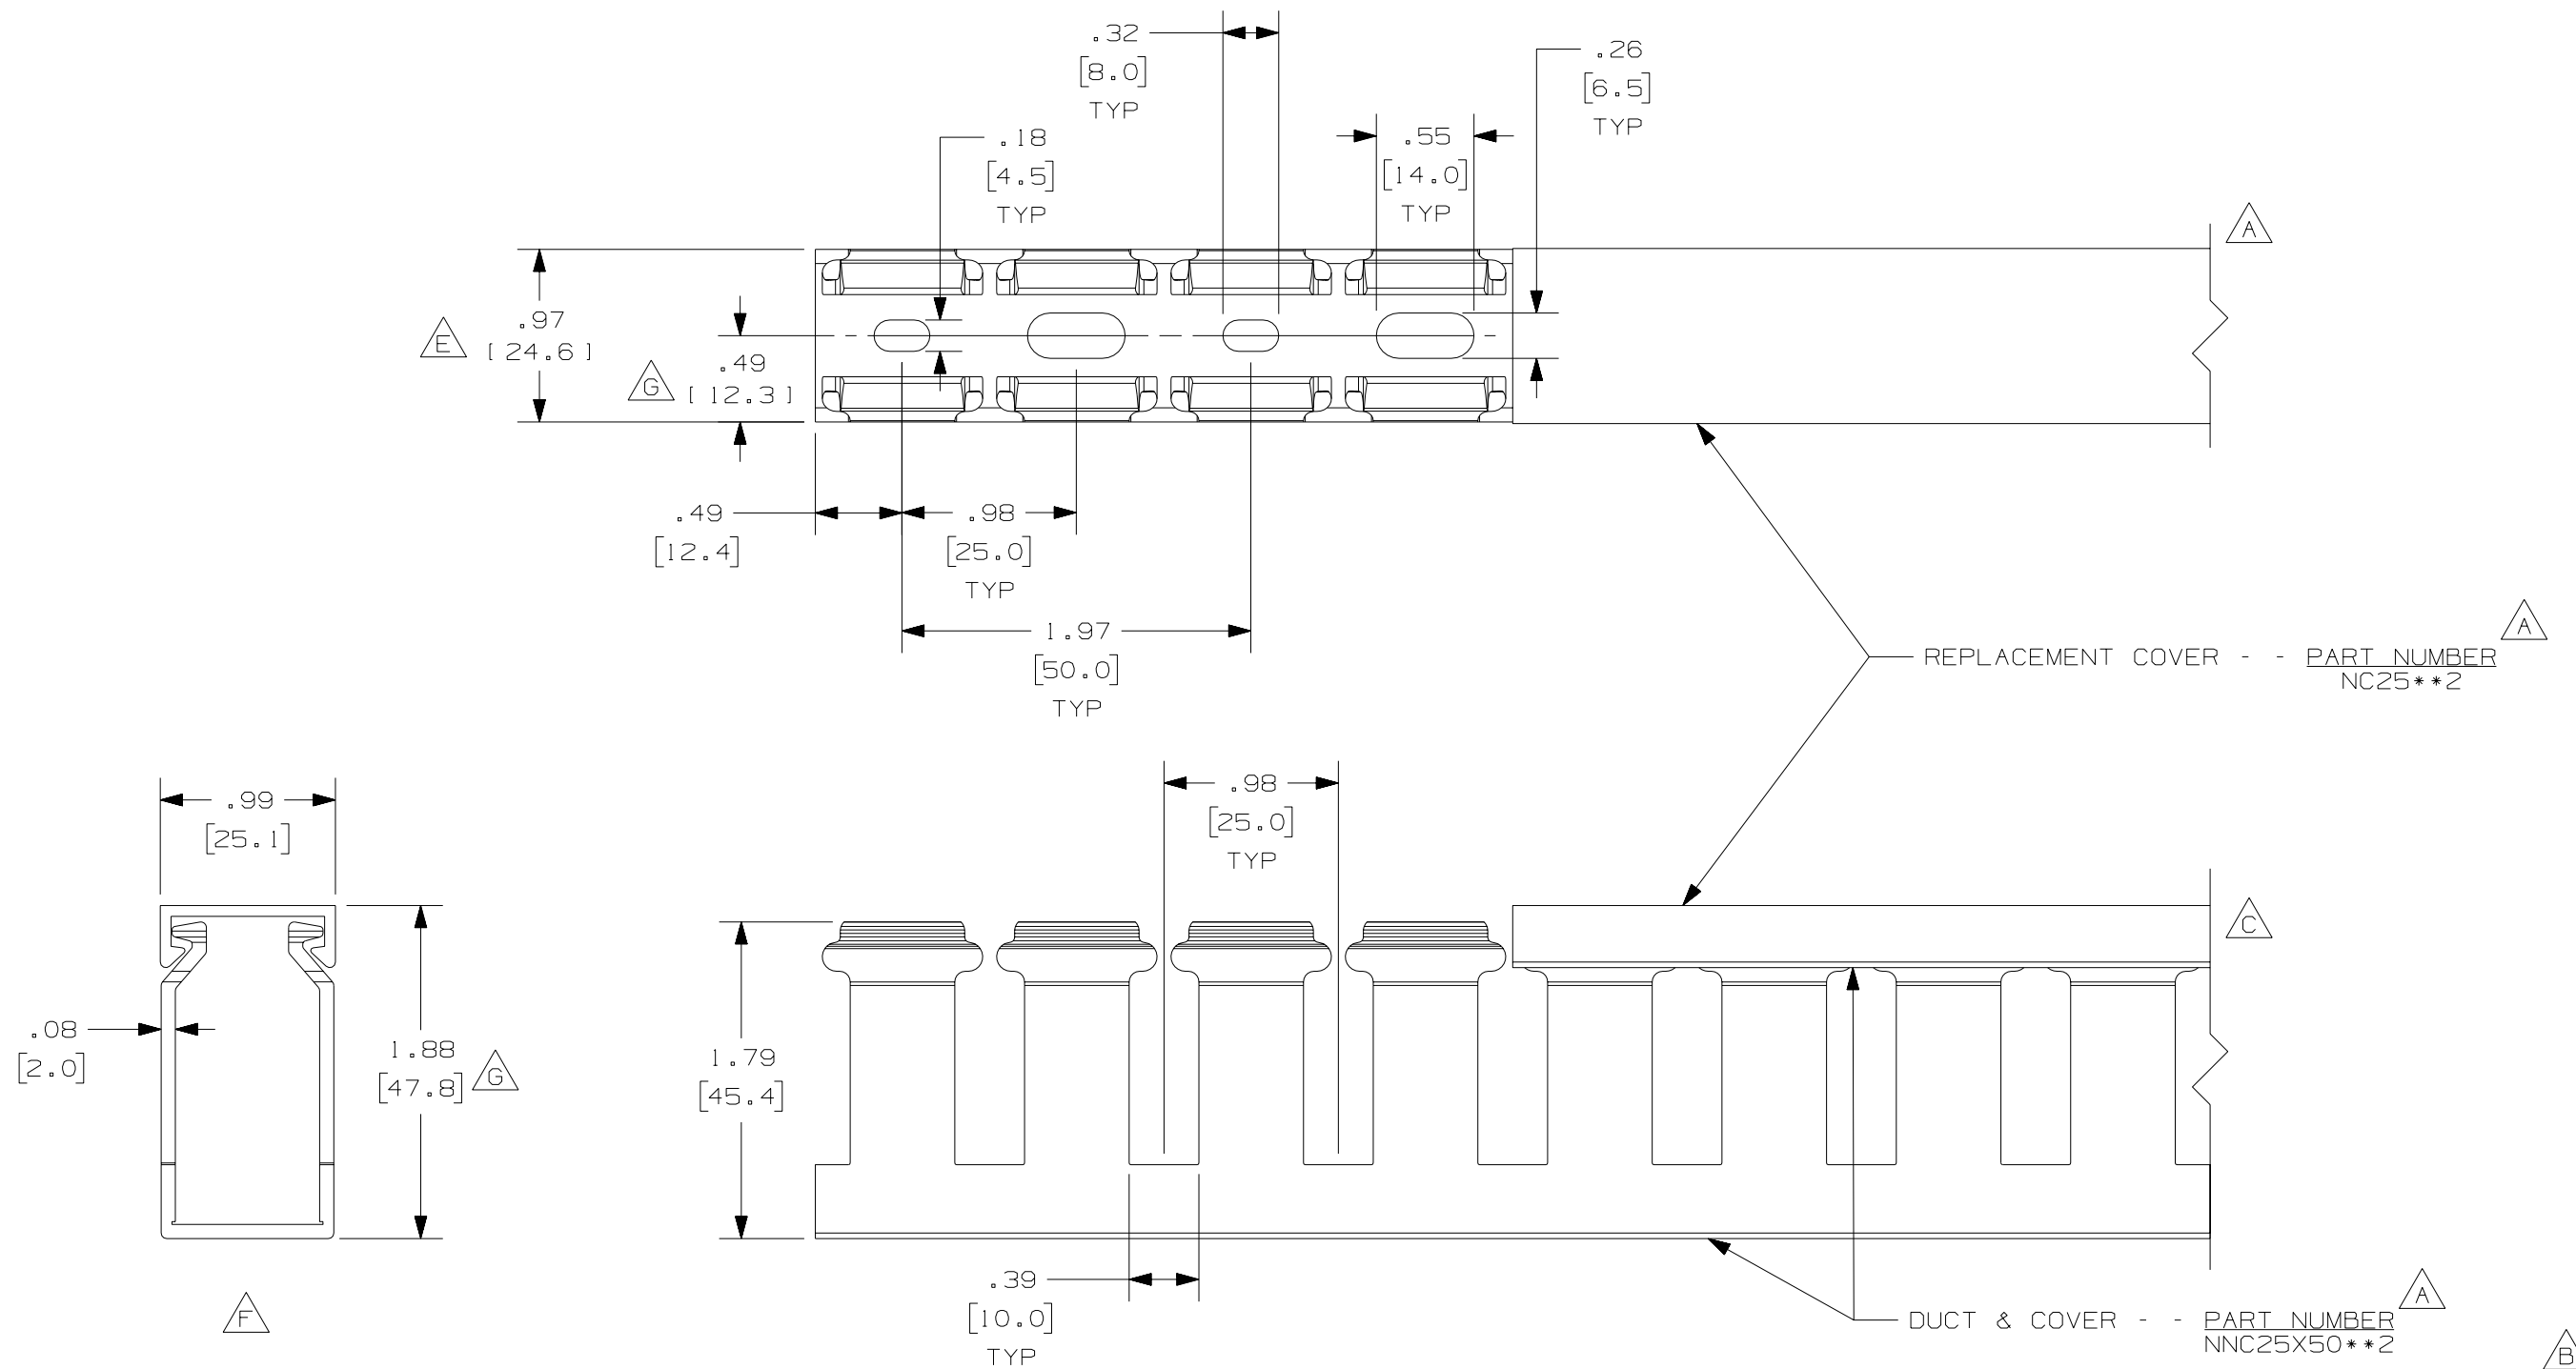 .32
[8.0]
TYP
.26
[6.5]
TYP
.18
[4.5]
TYP
.55
[14.0]
TYP
A
E
.97
[24.6]
G
.49
[12.3]
.49
[12.4]
.98
[25.0]
TYP
1.97
[50.0]
TYP
A
REPLACEMENT COVER - - PART NUMBER
NC25**2
.99
[25.1]
.98
[25.0]
TYP
C
.08
[2.0]
1.88
[47.8]
G
1.79
[45.4]
F
.39
[10.0]
TYP
A
DUCT & COVER - - PART NUMBER
NNC25X50**2
B